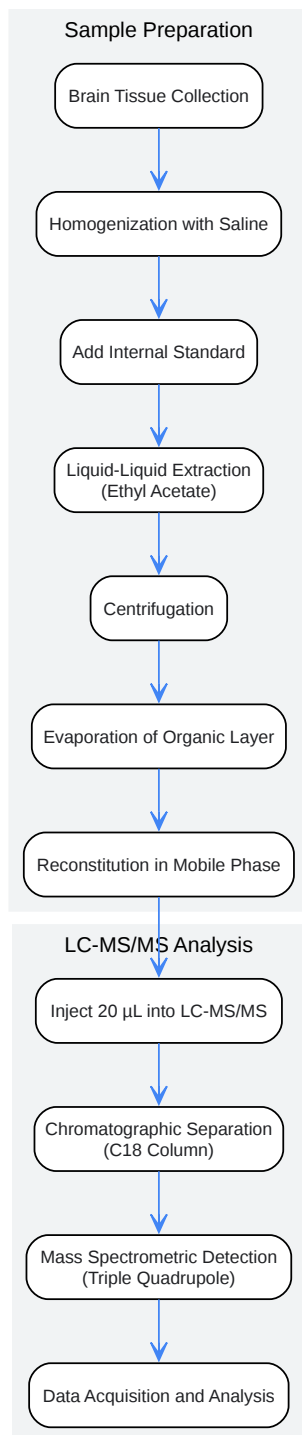 Sample Preparation
Brain Tissue Collection
Homogenization with Saline
Add Internal Standard
Liquid-Liquid Extraction
(Ethyl Acetate)
Centrifugation
Evaporation of Organic Layer
Reconstitution in Mobile Phase
LC-MS/MS Analysis
Inject 20 µL into LC-MS/MS
Chromatographic Separation
(C18 Column)
Mass Spectrometric Detection
(Triple Quadrupole)
Data Acquisition and Analysis